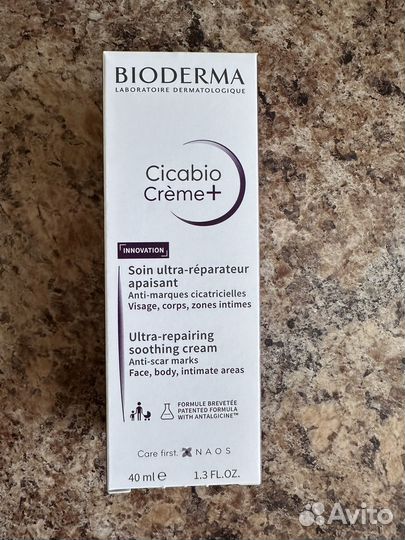 BIODERMA
LABORATOIRE DERMATOLOGIQUE
Cicabio
Crème+
INNOVATION
Soin ultra-réparateur
apaisant
Anti-marques cicatricielles
Visage, corps, zones intimes
Ultra-repairing
soothing cream
Anti-scar marks
Face, body, intimate areas
FORMULE BREVETÉE
PATENTED FORMULA
WITH ANTALGICINE™
Care first. NAOS
40 ml ℮ 1.3 FL.OZ.
Avito